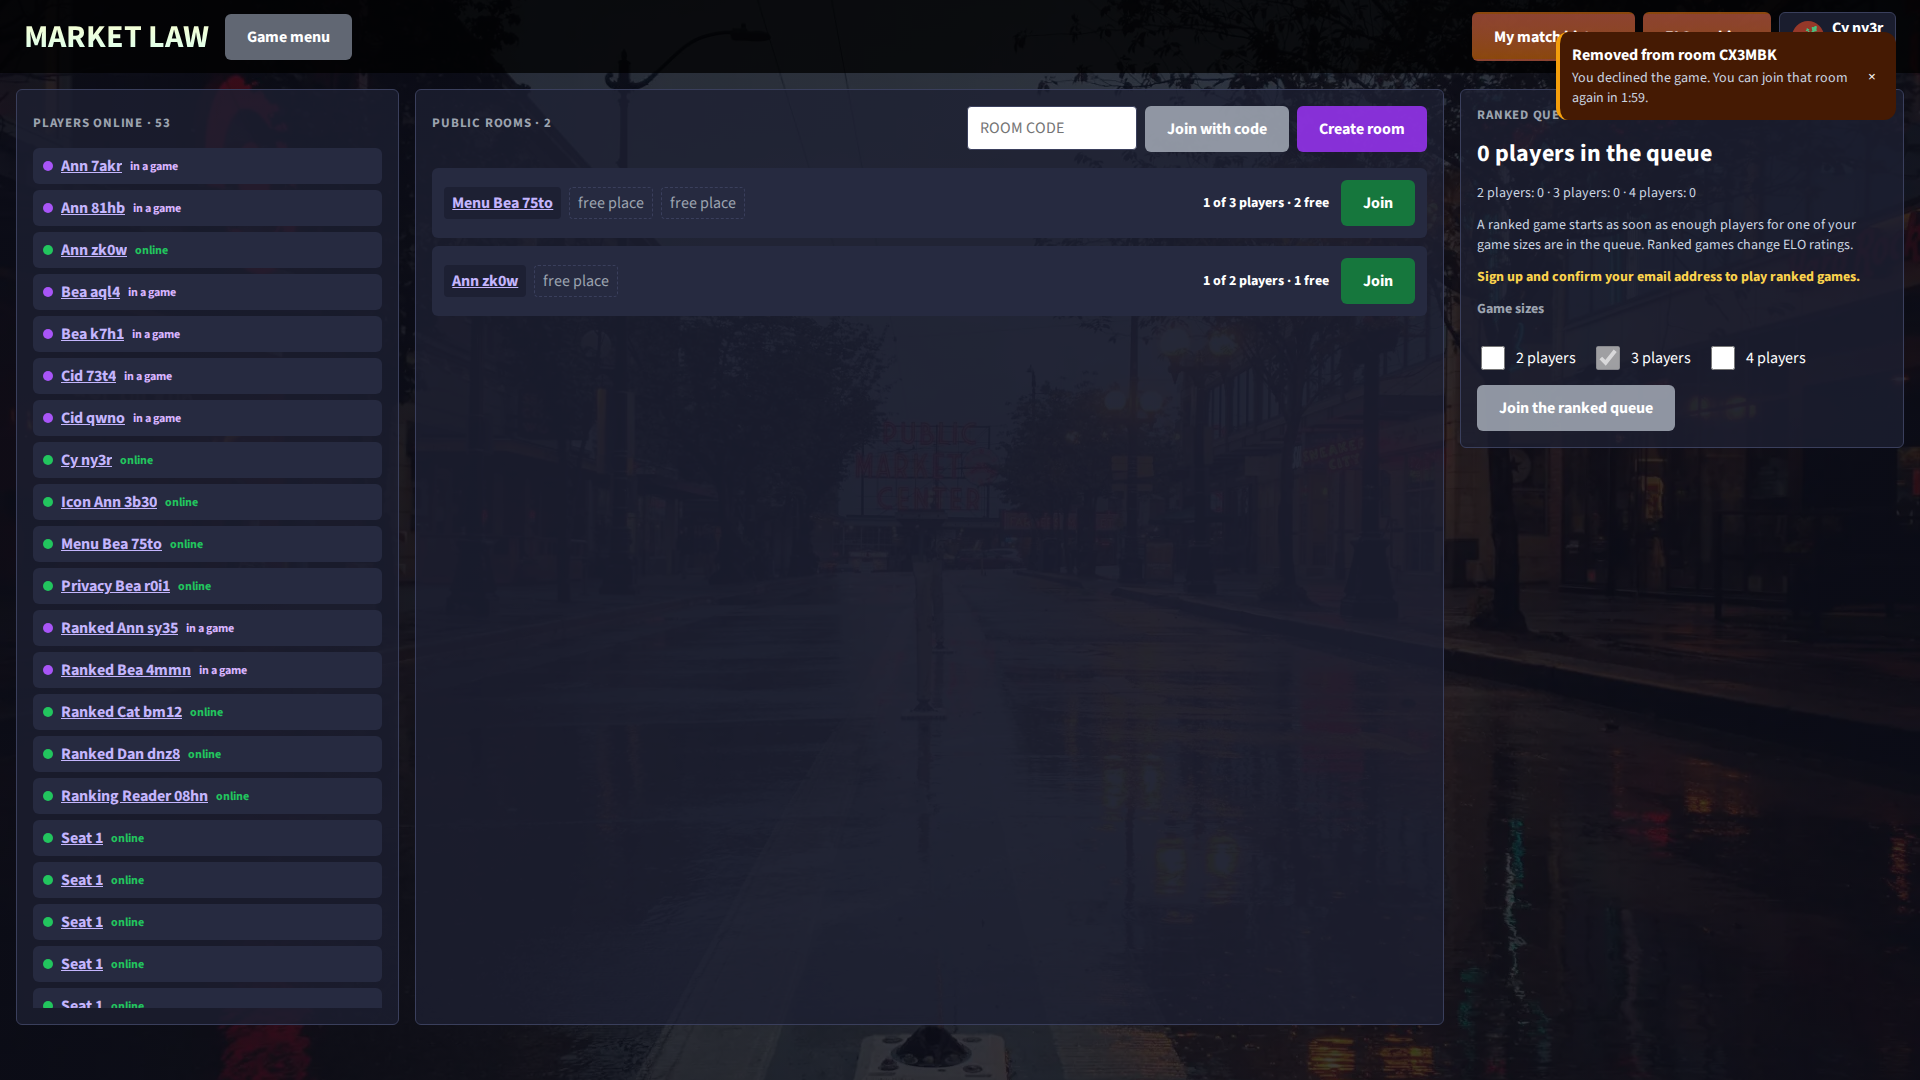 MARKET LAW
Game menu
My match
Cy ny3r
Removed from room CX3MBK
You declined the game. You can join that room
again in 1:59.
×
PLAYERS ONLINE · 53
Ann 7akr in a game
Ann 81hb in a game
Ann zk0w online
Bea aql4 in a game
Bea k7h1 in a game
Cid 73t4 in a game
Cid qwno in a game
Cy ny3r online
Icon Ann 3b30 online
Menu Bea 75to online
Privacy Bea r0i1 online
Ranked Ann sy35 in a game
Ranked Bea 4mmn in a game
Ranked Cat bm12 online
Ranked Dan dnz8 online
Ranking Reader 08hn online
Seat 1 online
Seat 1 online
Seat 1 online
Seat 1 online
Seat 1 online
PUBLIC ROOMS · 2
ROOM CODE
Join with code
Create room
Menu Bea 75to free place free place 1 of 3 players · 2 free Join
Ann zk0w free place 1 of 2 players · 1 free Join
RANKED QUE
0 players in the queue
2 players: 0 · 3 players: 0 · 4 players: 0
A ranked game starts as soon as enough players for one of your
game sizes are in the queue. Ranked games change ELO ratings.
Sign up and confirm your email address to play ranked games.
Game sizes
2 players 3 players 4 players
Join the ranked queue